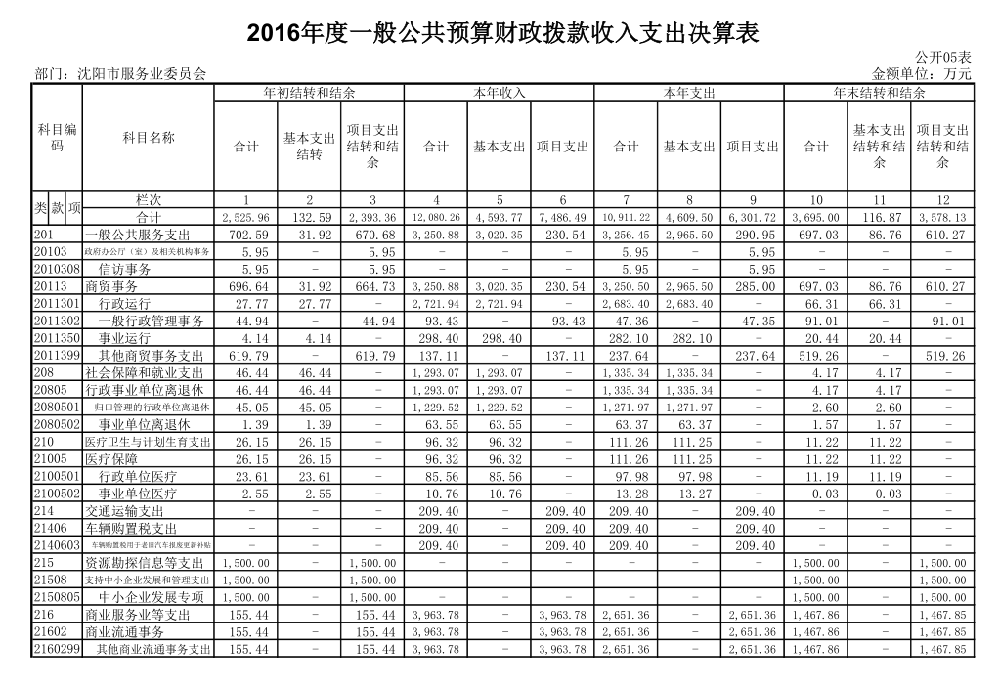 2016年度一般公共预算财政拨款收入支出决算表
公开05表
部门：沈阳市服务业委员会 金额单位：万元
科目编码 科目名称 年初结转和结余 本年收入 本年支出 年末结转和结余
合计 基本支出结转 项目支出结转和结余 合计 基本支出 项目支出 合计 基本支出 项目支出 合计 基本支出结转和结余 项目支出结转和结余
类 款 项 栏次 1 2 3 4 5 6 7 8 9 10 11 12
合计 2,525.96 132.59 2,393.36 12,080.26 4,593.77 7,486.49 10,911.22 4,609.50 6,301.72 3,695.00 116.87 3,578.13
201 一般公共服务支出 702.59 31.92 670.68 3,250.88 3,020.35 230.54 3,256.45 2,965.50 290.95 697.03 86.76 610.27
20103 政府办公厅（室）及相关机构事务 5.95 - 5.95 5.95 - 5.95
2010308 信访事务 5.95 - 5.95 5.95 - 5.95
20113 商贸事务 696.64 31.92 664.73 3,250.88 3,020.35 230.54 3,250.50 2,965.50 285.00 697.03 86.76 610.27
2011301 行政运行 27.77 27.77 - 2,721.94 2,721.94 - 2,683.40 2,683.40 - 66.31 66.31 -
2011302 一般行政管理事务 44.94 - 44.94 93.43 - 93.43 47.36 - 47.35 91.01 - 91.01
2011350 事业运行 4.14 4.14 - 298.40 298.40 - 282.10 282.10 - 20.44 20.44 -
2011399 其他商贸事务支出 619.79 - 619.79 137.11 - 137.11 237.64 - 237.64 519.26 - 519.26
208 社会保障和就业支出 46.44 46.44 - 1,293.07 1,293.07 - 1,335.34 1,335.34 - 4.17 4.17 -
20805 行政事业单位离退休 46.44 46.44 - 1,293.07 1,293.07 - 1,335.34 1,335.34 - 4.17 4.17 -
2080501 归口管理的行政单位离退休 45.05 45.05 - 1,229.52 1,229.52 - 1,271.97 1,271.97 - 2.60 2.60 -
2080502 事业单位离退休 1.39 1.39 - 63.55 63.55 - 63.37 63.37 - 1.57 1.57 -
210 医疗卫生与计划生育支出 26.15 26.15 - 96.32 96.32 - 111.26 111.25 - 11.22 11.22 -
21005 医疗保障 26.15 26.15 - 96.32 96.32 - 111.26 111.25 - 11.22 11.22 -
2100501 行政单位医疗 23.61 23.61 - 85.56 85.56 - 97.98 97.98 - 11.19 11.19 -
2100502 事业单位医疗 2.55 2.55 - 10.76 10.76 - 13.28 13.27 - 0.03 0.03 -
214 交通运输支出 - - - 209.40 - 209.40 209.40 - 209.40 - - -
21406 车辆购置税支出 - - - 209.40 - 209.40 209.40 - 209.40 - - -
2140603 车辆购置税用于老旧汽车报废更新补贴 - - - 209.40 - 209.40 209.40 - 209.40 - - -
215 资源勘探信息等支出 1,500.00 - 1,500.00 - - - - - - 1,500.00 - 1,500.00
21508 支持中小企业发展和管理支出 1,500.00 - 1,500.00 - - - - - - 1,500.00 - 1,500.00
2150805 中小企业发展专项 1,500.00 - 1,500.00 - - - - - - 1,500.00 - 1,500.00
216 商业服务业等支出 155.44 - 155.44 3,963.78 - 3,963.78 2,651.36 - 2,651.36 1,467.86 - 1,467.85
21602 商业流通事务 155.44 - 155.44 3,963.78 - 3,963.78 2,651.36 - 2,651.36 1,467.86 - 1,467.85
2160299 其他商业流通事务支出 155.44 - 155.44 3,963.78 - 3,963.78 2,651.36 - 2,651.36 1,467.86 - 1,467.85